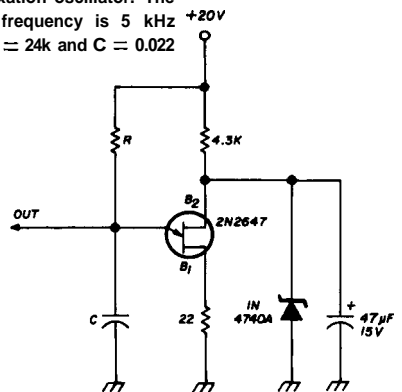 ation oscillator. The
frequency is 5 kHz
= 24k and C = 0.022
+20V
R
4.3K
B2
2N2647
OUT
B1
C
22
IN
4740A
+
47µF
15V